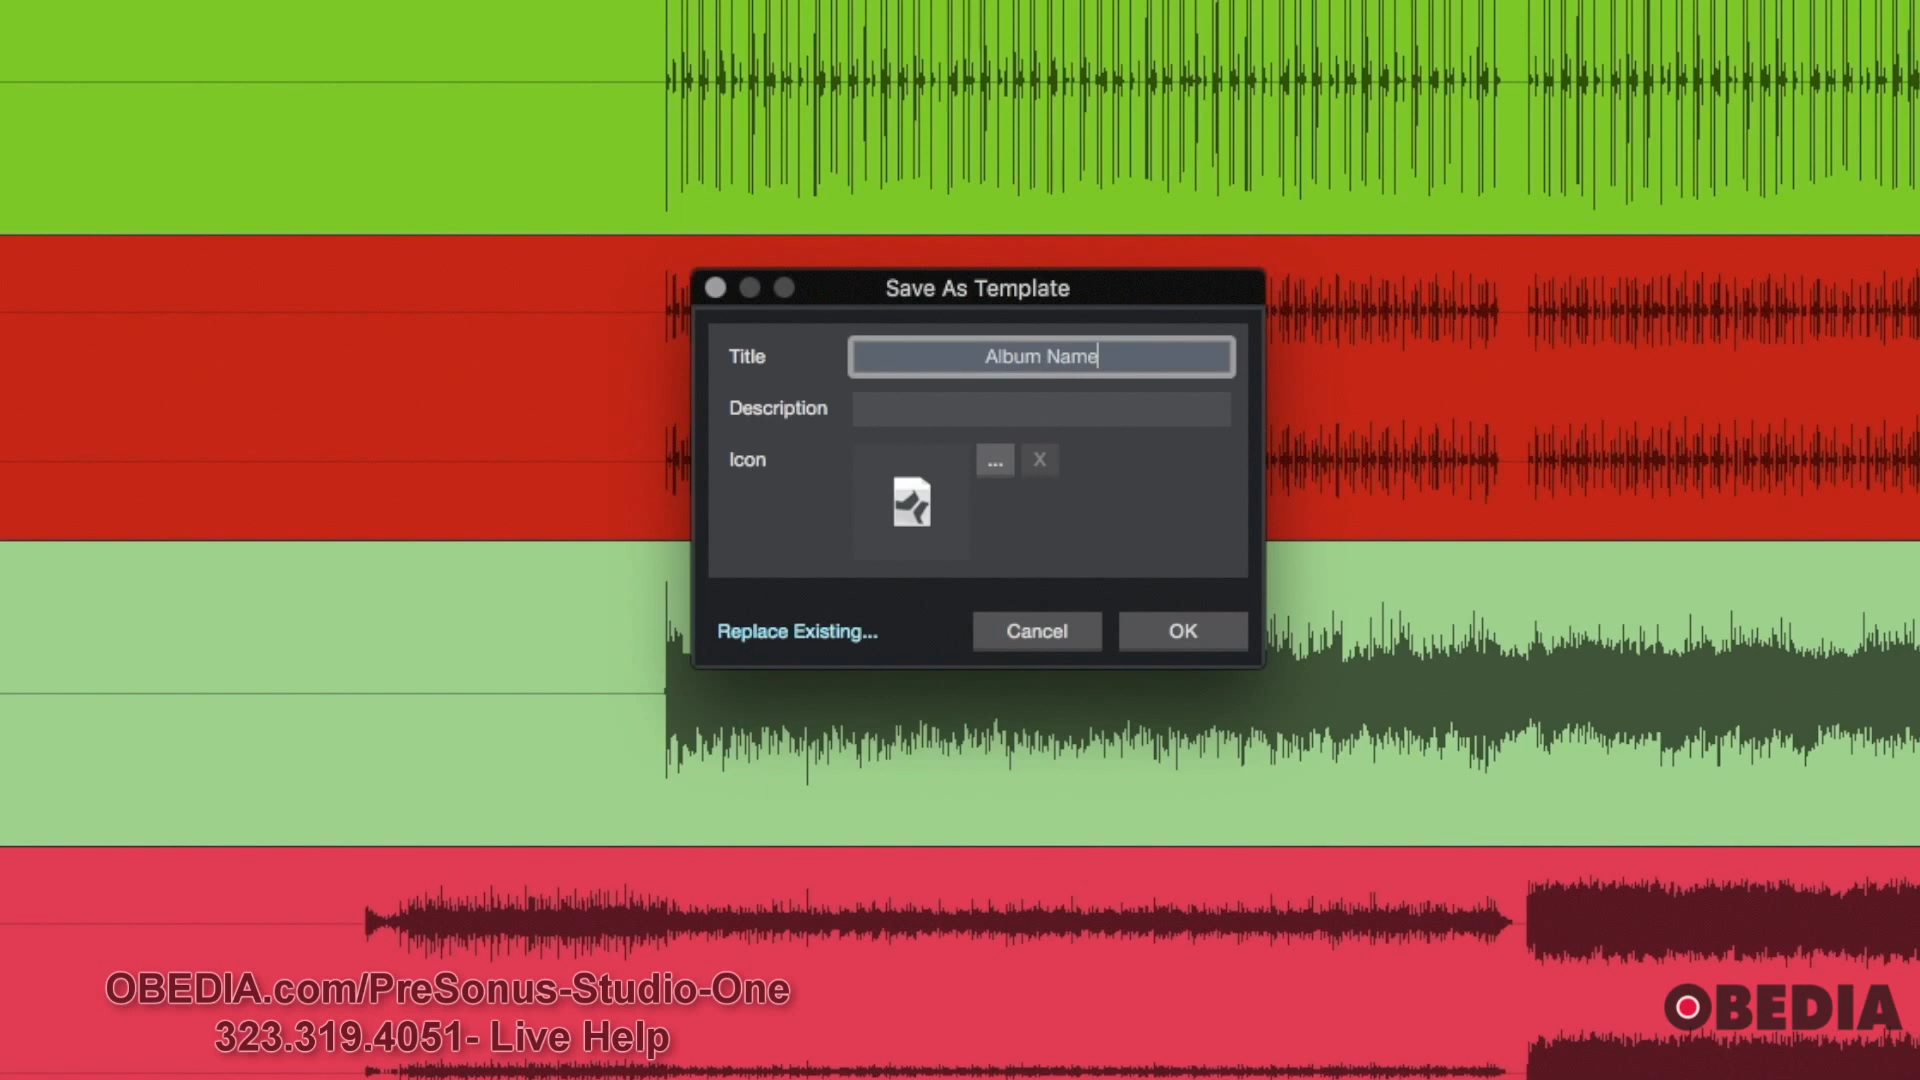 Save As Template
Title
Album Name
Description
Icon
...
X
Replace Existing...
Cancel
OK
OBEDIA.com/PreSonus-Studio-One
323.319.4051- Live Help
OBEDIA